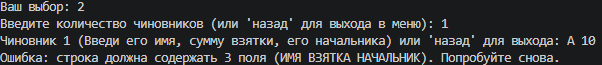 Ваш выбор: 2
Введите количество чиновников (или 'назад' для выхода в меню): 1
Чиновник 1 (Введи его имя, сумму взятки, его начальника) или 'назад' для выхода: А 10
Ошибка: строка должна содержать 3 поля (ИМЯ ВЗЯТКА НАЧАЛЬНИК). Попробуйте снова.